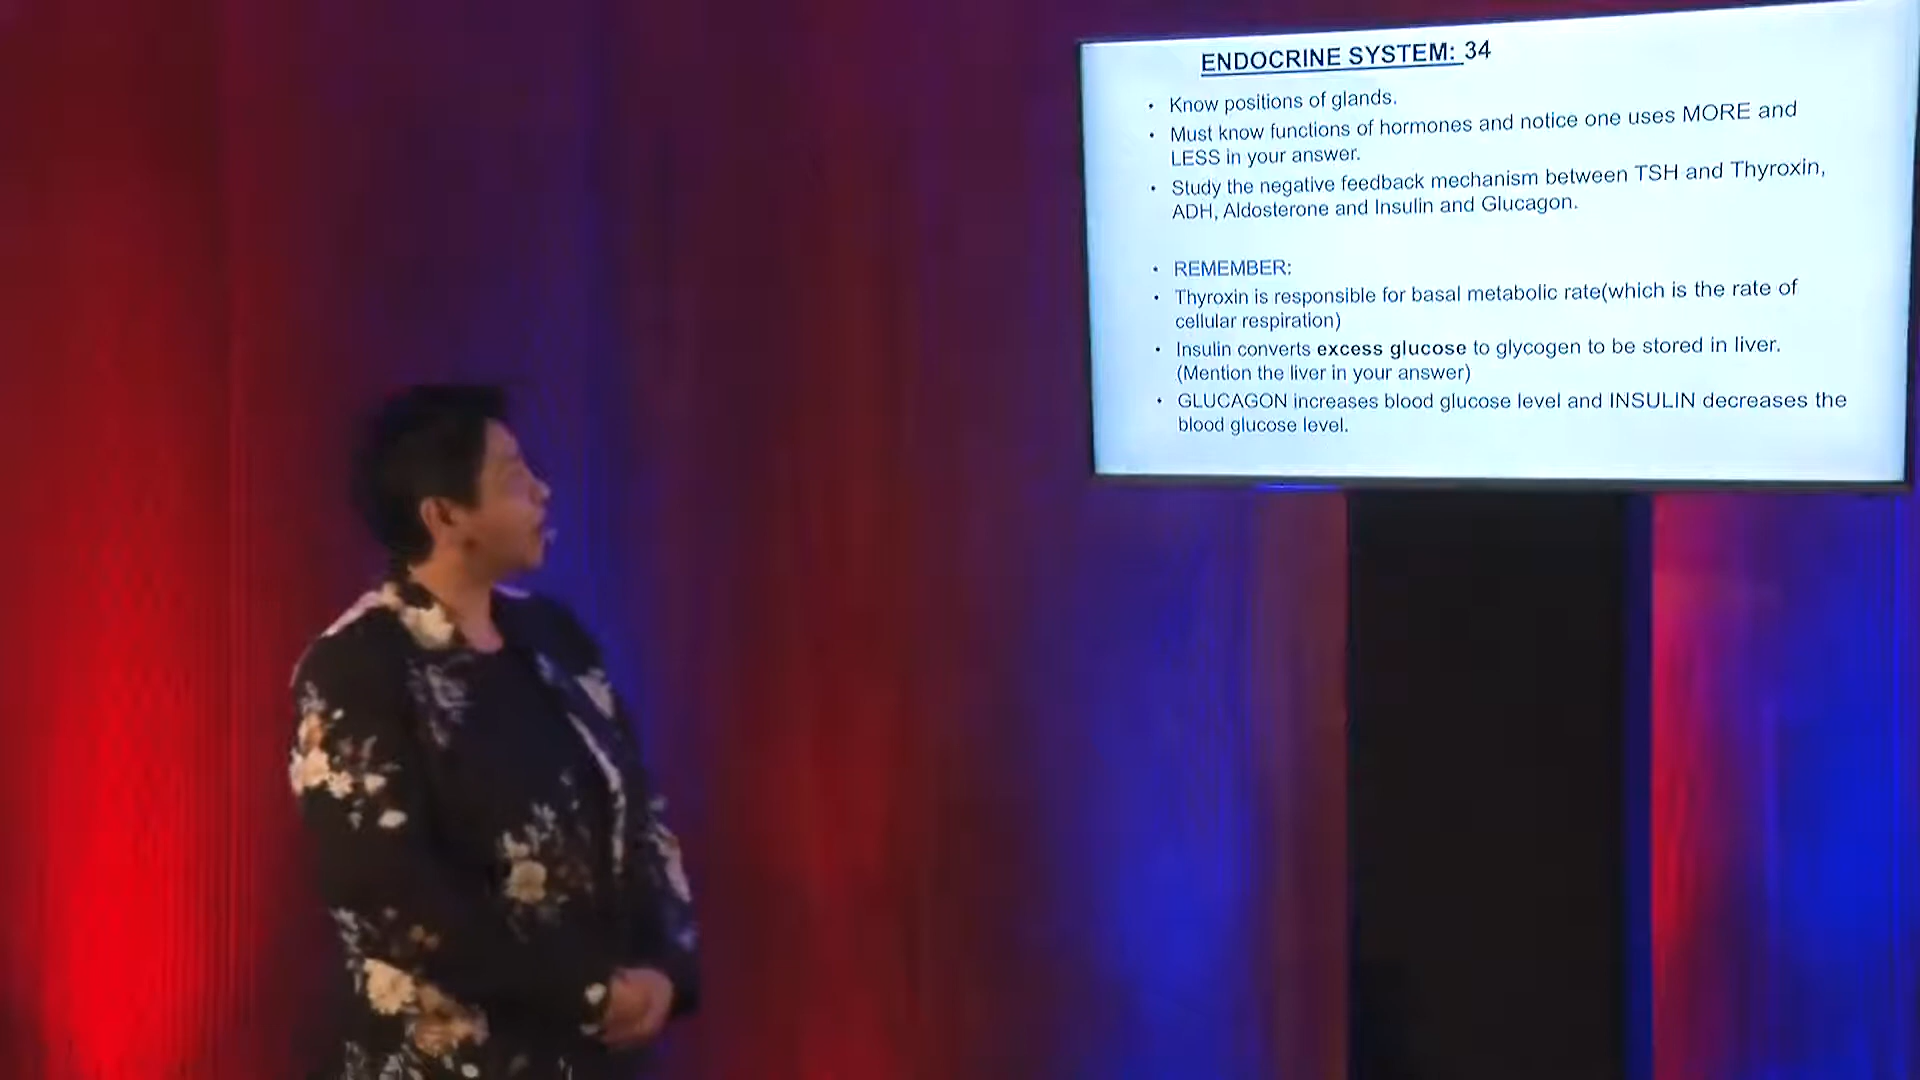 ENDOCRINE SYSTEM: 34
• Know positions of glands.
• Must know functions of hormones and notice one uses MORE and
LESS in your answer.
• Study the negative feedback mechanism between TSH and Thyroxin,
ADH, Aldosterone and Insulin and Glucagon.
• REMEMBER:
• Thyroxin is responsible for basal metabolic rate(which is the rate of
cellular respiration)
• Insulin converts excess glucose to glycogen to be stored in liver.
(Mention the liver in your answer)
• GLUCAGON increases blood glucose level and INSULIN decreases the
blood glucose level.